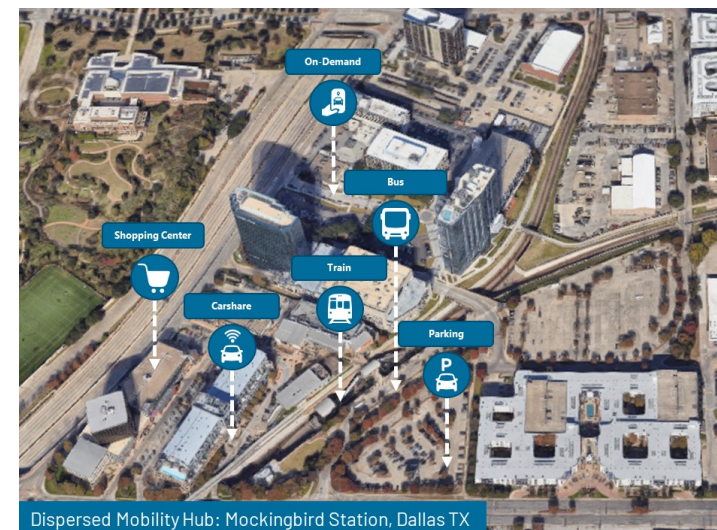 On-Demand
Bus
Shopping Center
Train
Carshare
P
Parking
Dispersed Mobility Hub: Mockingbird Station, Dallas TX